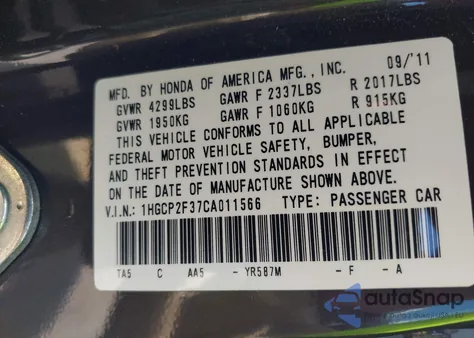 MFD. BY HONDA OF AMERICA MFG., INC. 09/11
GVWR 4299LBS GAWR F 2337LBS R 2017LBS
GVWR 1950KG GAWR F 1060KG R 915KG
THIS VEHICLE CONFORMS TO ALL APPLICABLE
FEDERAL MOTOR VEHICLE SAFETY, BUMPER,
AND THEFT PREVENTION STANDARDS IN EFFECT
ON THE DATE OF MANUFACTURE SHOWN ABOVE.
V.I.N.: 1HGCP2F37CA011566 TYPE: PASSENGER CAR
TA5 C AA5 - YR587M - F - A
autoSnap